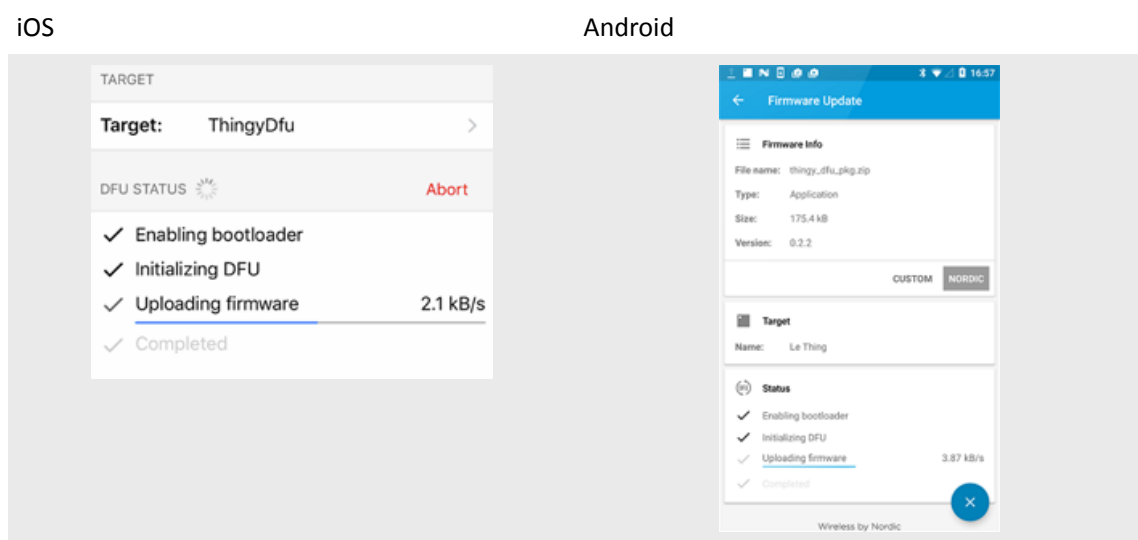 iOS
Android
TARGET
Target: ThingyDfu
DFU STATUS Abort
Enabling bootloader
Initializing DFU
Uploading firmware 2.1 kB/s
Completed
16:57
Firmware Update
Firmware Info
File name: thingy_dfu_pkg.zip
Type: Application
Size: 175.4 kB
Version: 0.2.2
CUSTOM NORDIC
Target
Name: Le Thing
Status
Enabling bootloader
Initializing DFU
Uploading firmware 3.87 kB/s
Completed
Wireless by Nordic